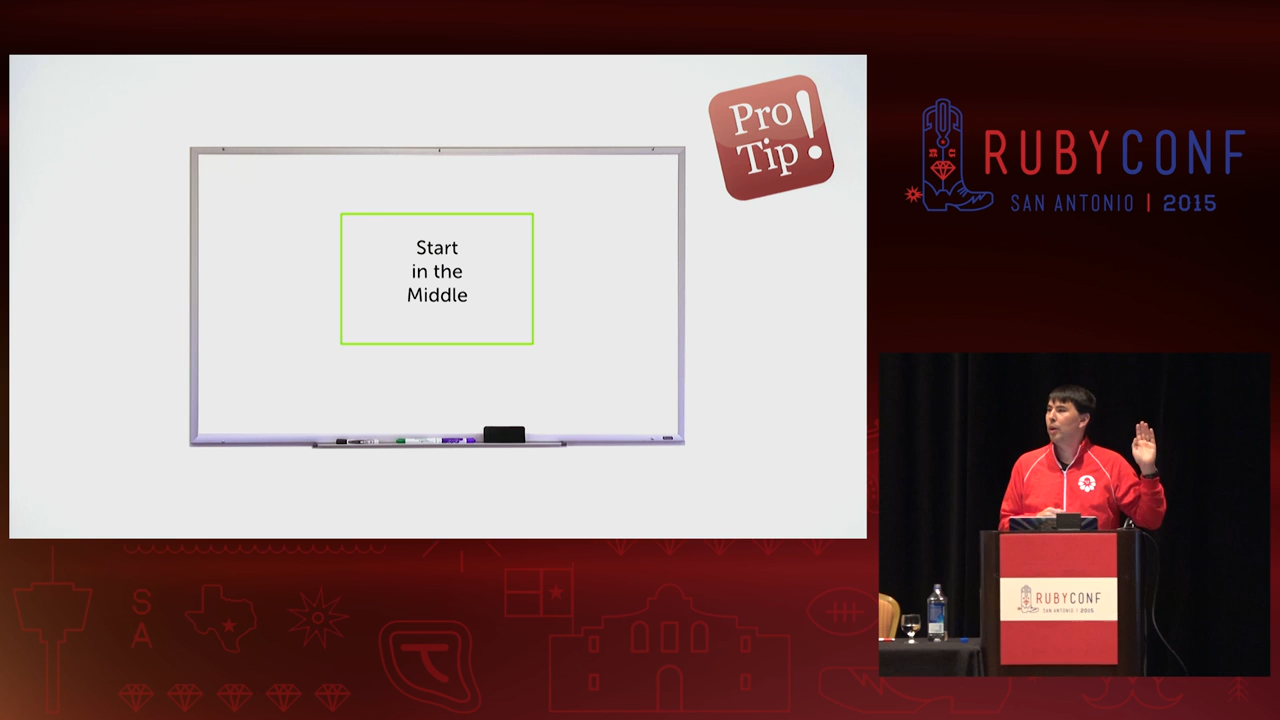 Pro
Tip!
Start
in the
Middle
RUBYCONF
SAN ANTONIO | 2015
S
A
RUBYCONF
SAN ANTONIO | 2015